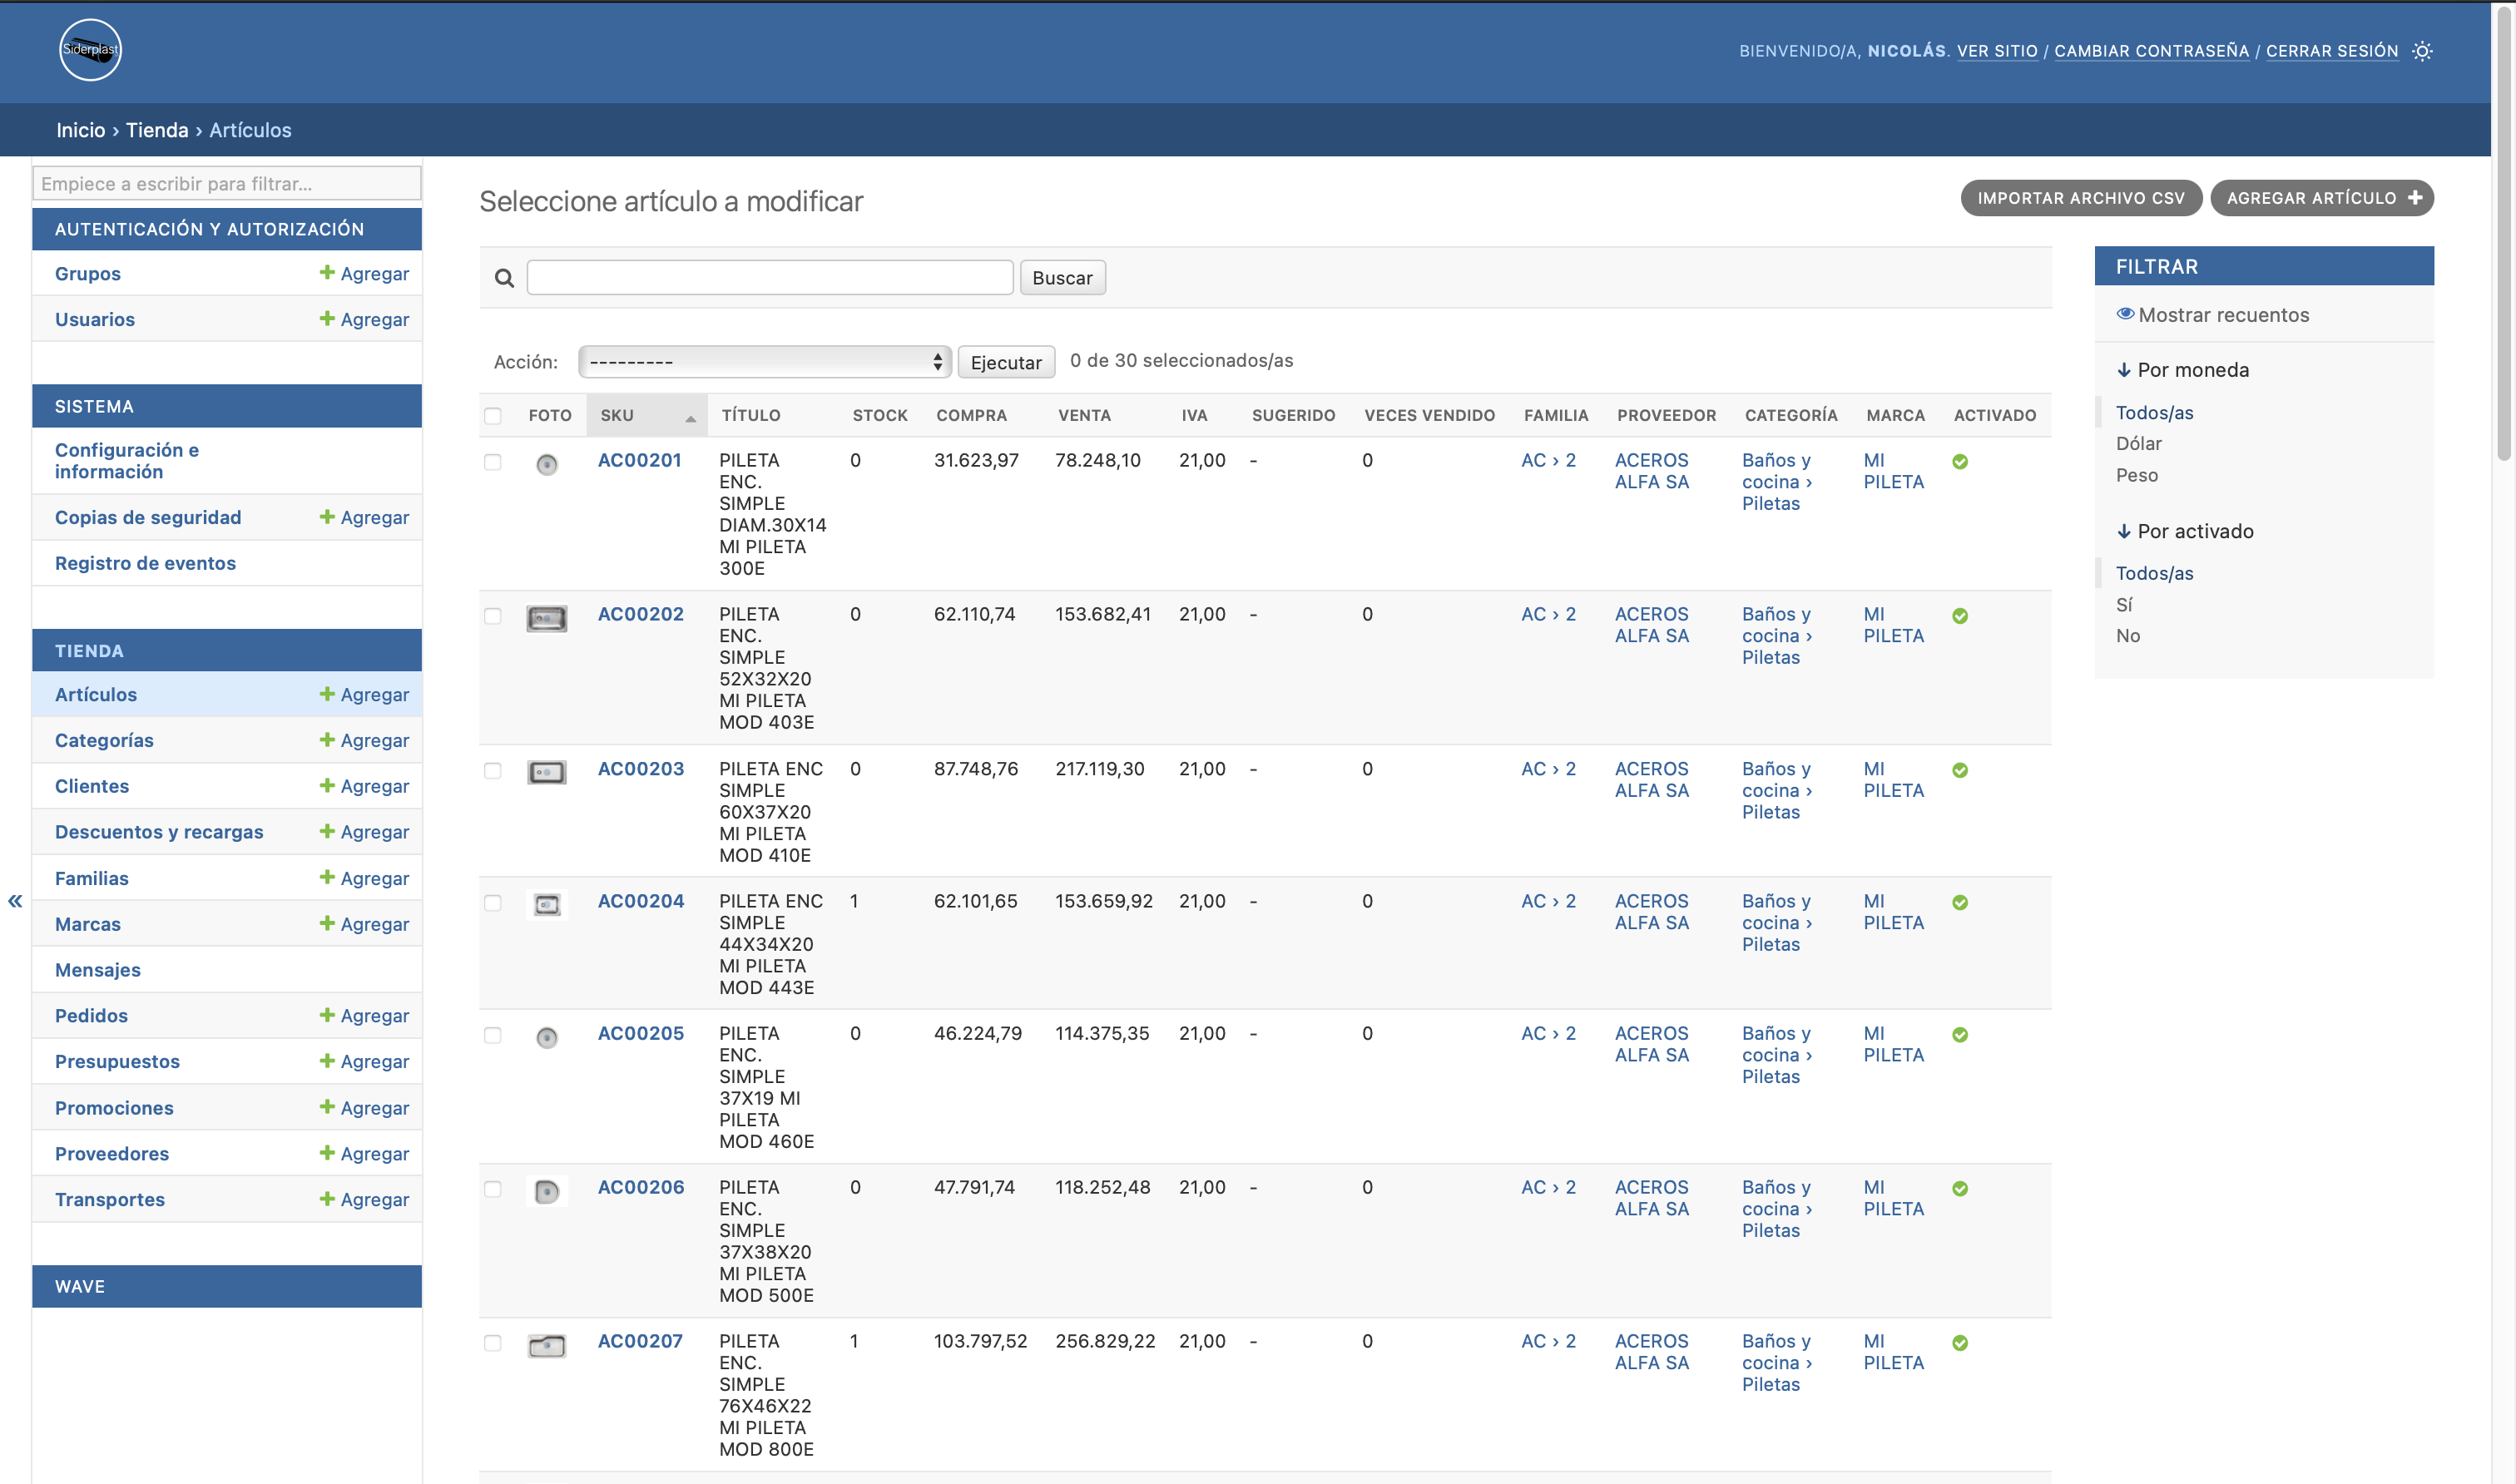 Siderplast
BIENVENIDO/A, NICOLÁS. VER SITIO / CAMBIAR CONTRASEÑA / CERRAR SESIÓN
Inicio › Tienda › Artículos
Empiece a escribir para filtrar...
AUTENTICACIÓN Y AUTORIZACIÓN
Grupos Agregar
Usuarios Agregar
SISTEMA
Configuración e
información
Copias de seguridad Agregar
Registro de eventos
TIENDA
Artículos Agregar
Categorías Agregar
Clientes Agregar
Descuentos y recargas Agregar
Familias Agregar
Marcas Agregar
Mensajes
Pedidos Agregar
Presupuestos Agregar
Promociones Agregar
Proveedores Agregar
Transportes Agregar
WAVE
«
Seleccione artículo a modificar
IMPORTAR ARCHIVO CSV
AGREGAR ARTÍCULO +
Buscar
Acción: --------- Ejecutar 0 de 30 seleccionados/as
FOTO SKU TÍTULO STOCK COMPRA VENTA IVA SUGERIDO VECES VENDIDO FAMILIA PROVEEDOR CATEGORÍA MARCA ACTIVADO
AC00201 PILETA 0 31.623,97 78.248,10 21,00 - 0 AC › 2 ACEROS Baños y MI
ENC. ALFA SA cocina › PILETA
SIMPLE Piletas
DIAM.30X14
MI PILETA
300E
AC00202 PILETA 0 62.110,74 153.682,41 21,00 - 0 AC › 2 ACEROS Baños y MI
ENC. ALFA SA cocina › PILETA
SIMPLE Piletas
52X32X20
MI PILETA
MOD 403E
AC00203 PILETA ENC 0 87.748,76 217.119,30 21,00 - 0 AC › 2 ACEROS Baños y MI
SIMPLE ALFA SA cocina › PILETA
60X37X20 Piletas
MI PILETA
MOD 410E
AC00204 PILETA ENC 1 62.101,65 153.659,92 21,00 - 0 AC › 2 ACEROS Baños y MI
SIMPLE ALFA SA cocina › PILETA
44X34X20 Piletas
MI PILETA
MOD 443E
AC00205 PILETA 0 46.224,79 114.375,35 21,00 - 0 AC › 2 ACEROS Baños y MI
ENC. ALFA SA cocina › PILETA
SIMPLE Piletas
37X19 MI
PILETA
MOD 460E
AC00206 PILETA 0 47.791,74 118.252,48 21,00 - 0 AC › 2 ACEROS Baños y MI
ENC. ALFA SA cocina › PILETA
SIMPLE Piletas
37X38X20
MI PILETA
MOD 500E
AC00207 PILETA 1 103.797,52 256.829,22 21,00 - 0 AC › 2 ACEROS Baños y MI
ENC. ALFA SA cocina › PILETA
SIMPLE Piletas
76X46X22
MI PILETA
MOD 800E
FILTRAR
Mostrar recuentos
↓ Por moneda
Todos/as
Dólar
Peso
↓ Por activado
Todos/as
Sí
No